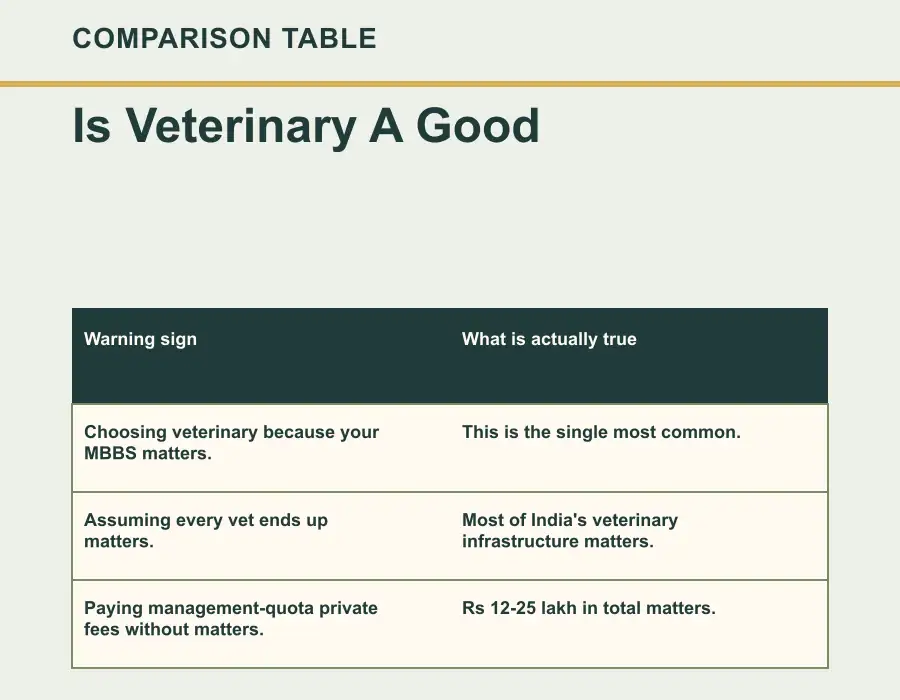 COMPARISON TABLE
Is Veterinary A Good
Warning sign
What is actually true
Choosing veterinary because your
MBBS matters.
This is the single most common.
Assuming every vet ends up
matters.
Most of India's veterinary
infrastructure matters.
Paying management-quota private
fees without matters.
Rs 12-25 lakh in total matters.